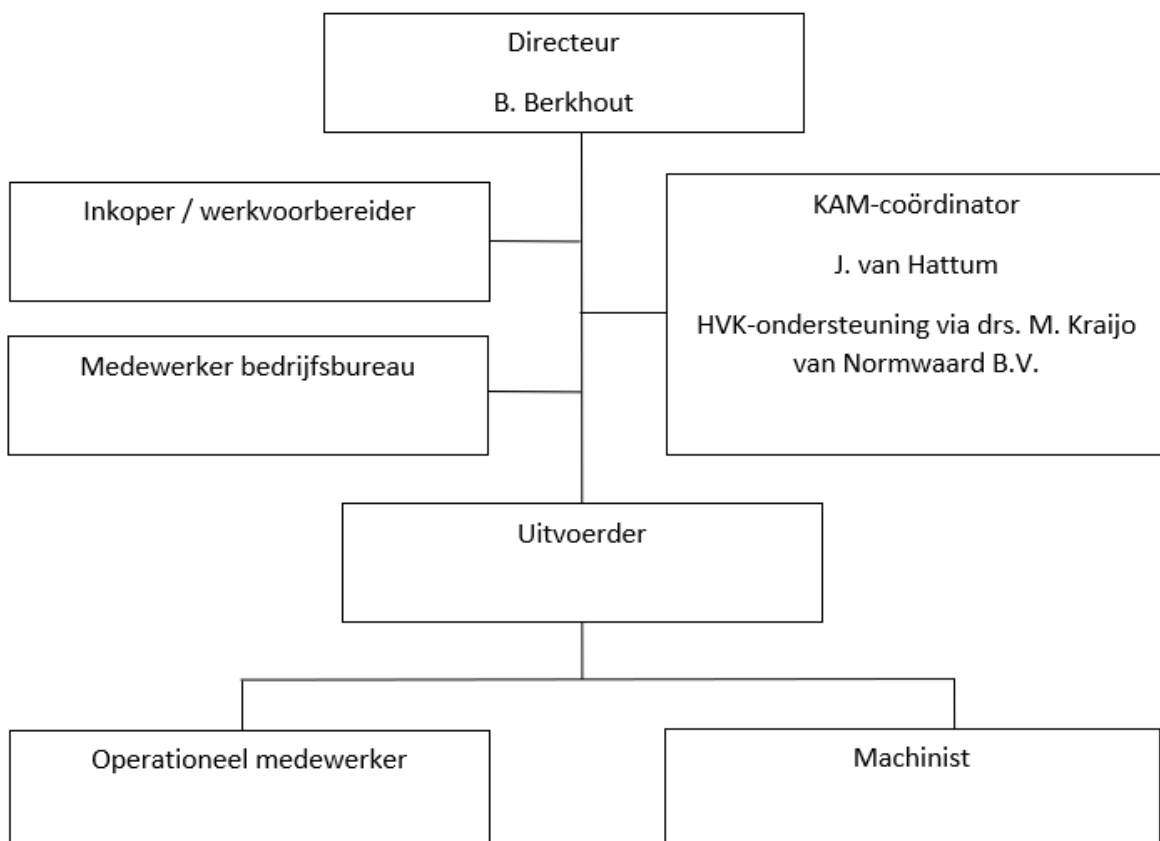 Directeur
B. Berkhout
Inkoper / werkvoorbereider
KAM-coördinator
J. van Hattum
HVK-ondersteuning via drs. M. Kraijo
van Normwaard B.V.
Medewerker bedrijfsbureau
Uitvoerder
Operationeel medewerker
Machinist